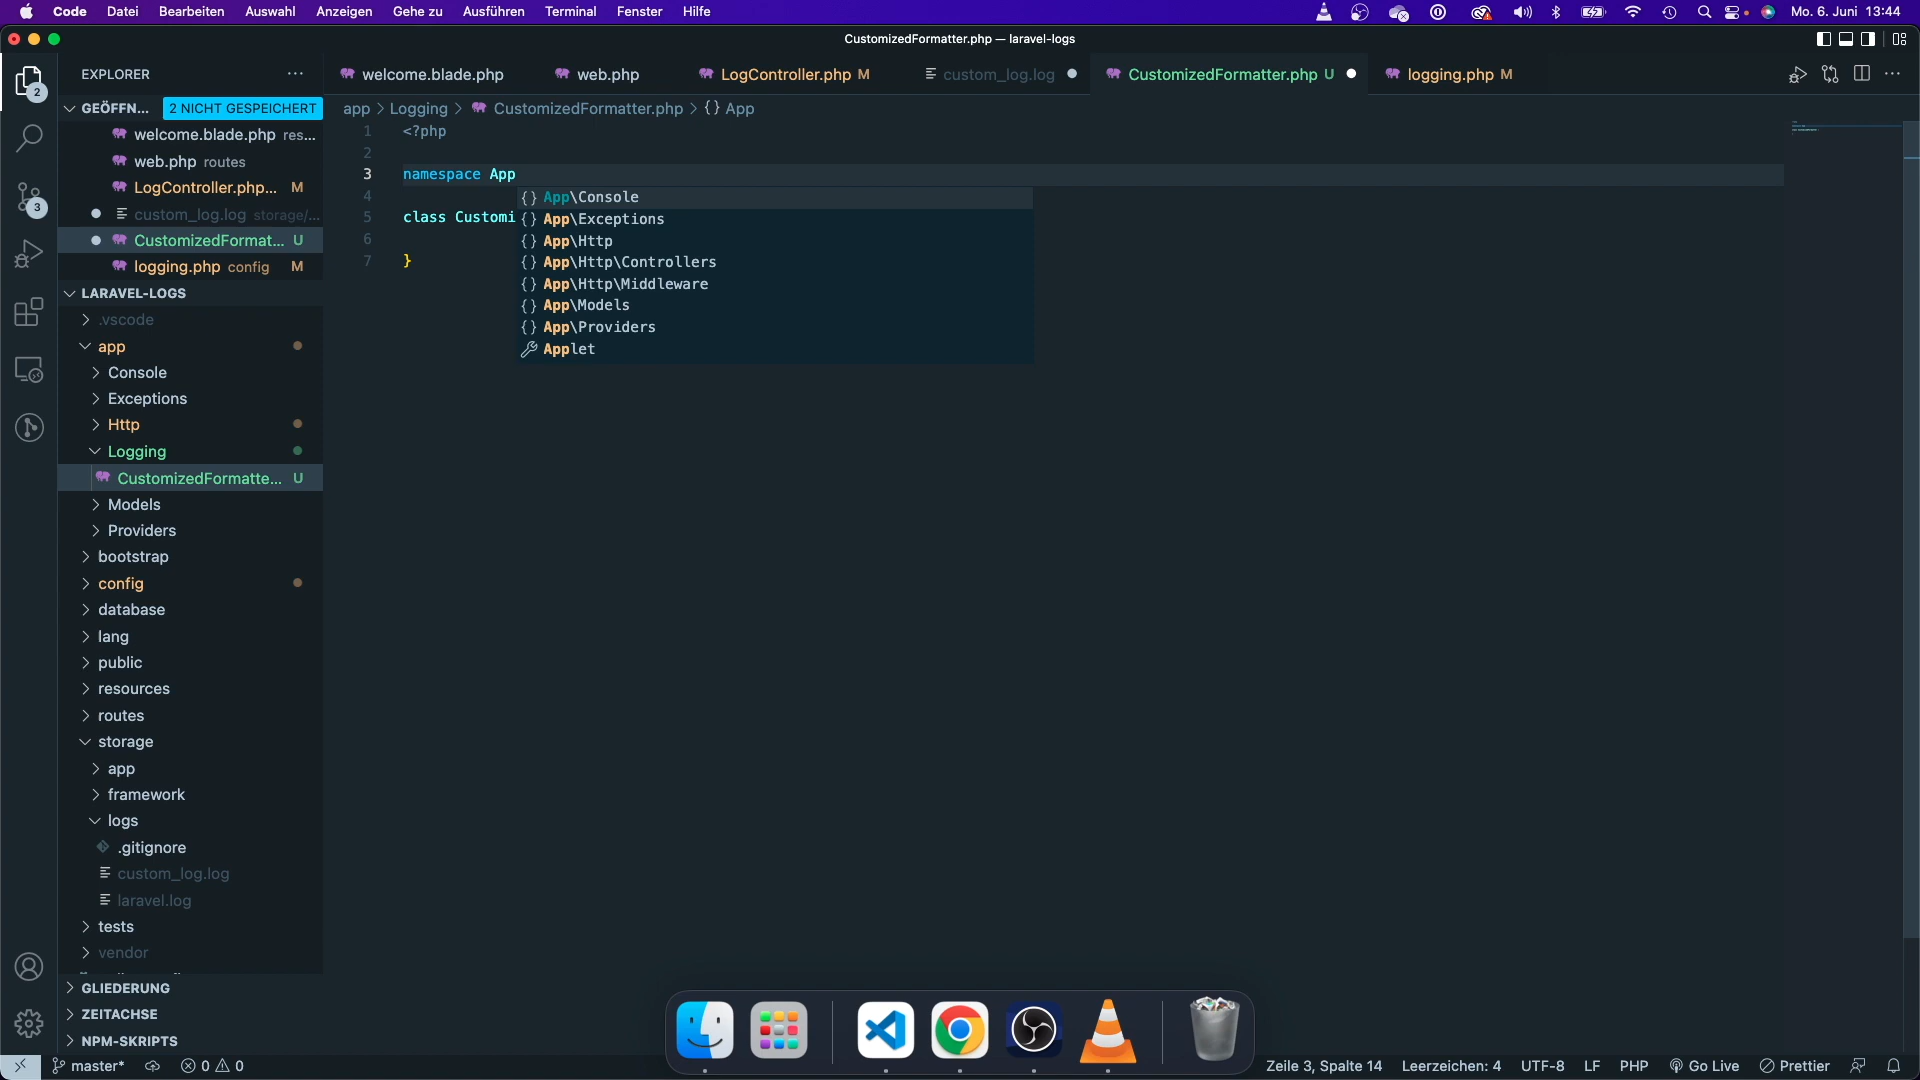 Code Datei Bearbeiten Auswahl Anzeigen Gehe zu Ausführen Terminal Fenster Hilfe Mo. 6. Juni 13:44
CustomizedFormatter.php — laravel-logs
EXPLORER
welcome.blade.php web.php LogController.php M custom_log.log CustomizedFormatter.php U logging.php M
GEÖFFN... 2 NICHT GESPEICHERT
app > Logging > CustomizedFormatter.php > {} App
welcome.blade.php res...
web.php routes
LogController.php... M
custom_log.log storage/...
CustomizedFormat... U
logging.php config M
LARAVEL-LOGS
.vscode
app
Console
Exceptions
Http
Logging
CustomizedFormatte... U
Models
Providers
bootstrap
config
database
lang
public
resources
routes
storage
app
framework
logs
.gitignore
custom_log.log
laravel.log
tests
vendor
GLIEDERUNG
ZEITACHSE
NPM-SKRIPTS
2
3
1 <?php
2
3 namespace App
4
5 class Customi
6
7 }
{} App\Console
{} App\Exceptions
{} App\Http
{} App\Http\Controllers
{} App\Http\Middleware
{} App\Models
{} App\Providers
Applet
master* 0 0 Zeile 3, Spalte 14 Leerzeichen: 4 UTF-8 LF PHP Go Live Prettier